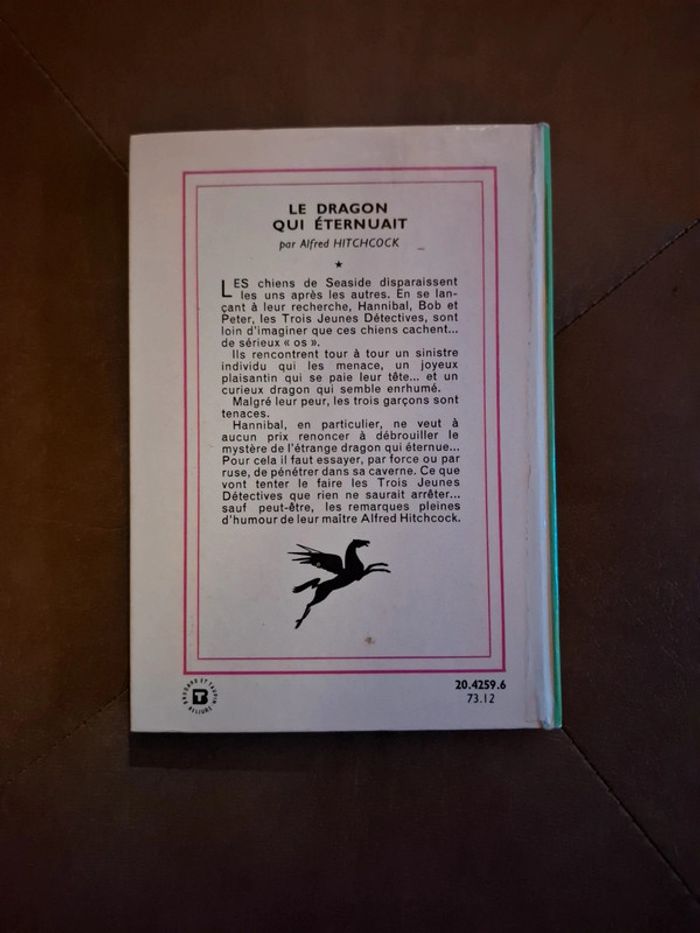 LE DRAGON
QUI ÉTERNUAIT
par Alfred HITCHCOCK
★
LES chiens de Seaside disparaissent
les uns après les autres. En se lan-
çant à leur recherche, Hannibal, Bob et
Peter, les Trois Jeunes Détectives, sont
loin d'imaginer que ces chiens cachent...
de sérieux « os ».
Ils rencontrent tour à tour un sinistre
individu qui les menace, un joyeux
plaisantin qui se paie leur tête... et un
curieux dragon qui semble enrhumé.
Malgré leur peur, les trois garçons sont
tenaces.
Hannibal, en particulier, ne veut à
aucun prix renoncer à débrouiller le
mystère de l'étrange dragon qui éternue...
Pour cela il faut essayer, par force ou par
ruse, de pénétrer dans sa caverne. Ce que
vont tenter le faire les Trois Jeunes
Détectives que rien ne saurait arrêter...
sauf peut-être, les remarques pleines
d'humour de leur maître Alfred Hitchcock.
BRODARD ET TAUPIN
RELIURE
20.4259.6
73.12